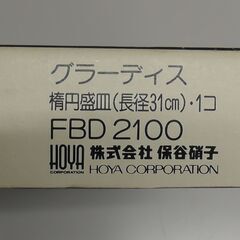 グラーディス
楕円盛皿(長径31cm)・1コ
FBD 2100
HOYA CORPORATION 株式会社 保谷硝子
HOYA CORPORATION